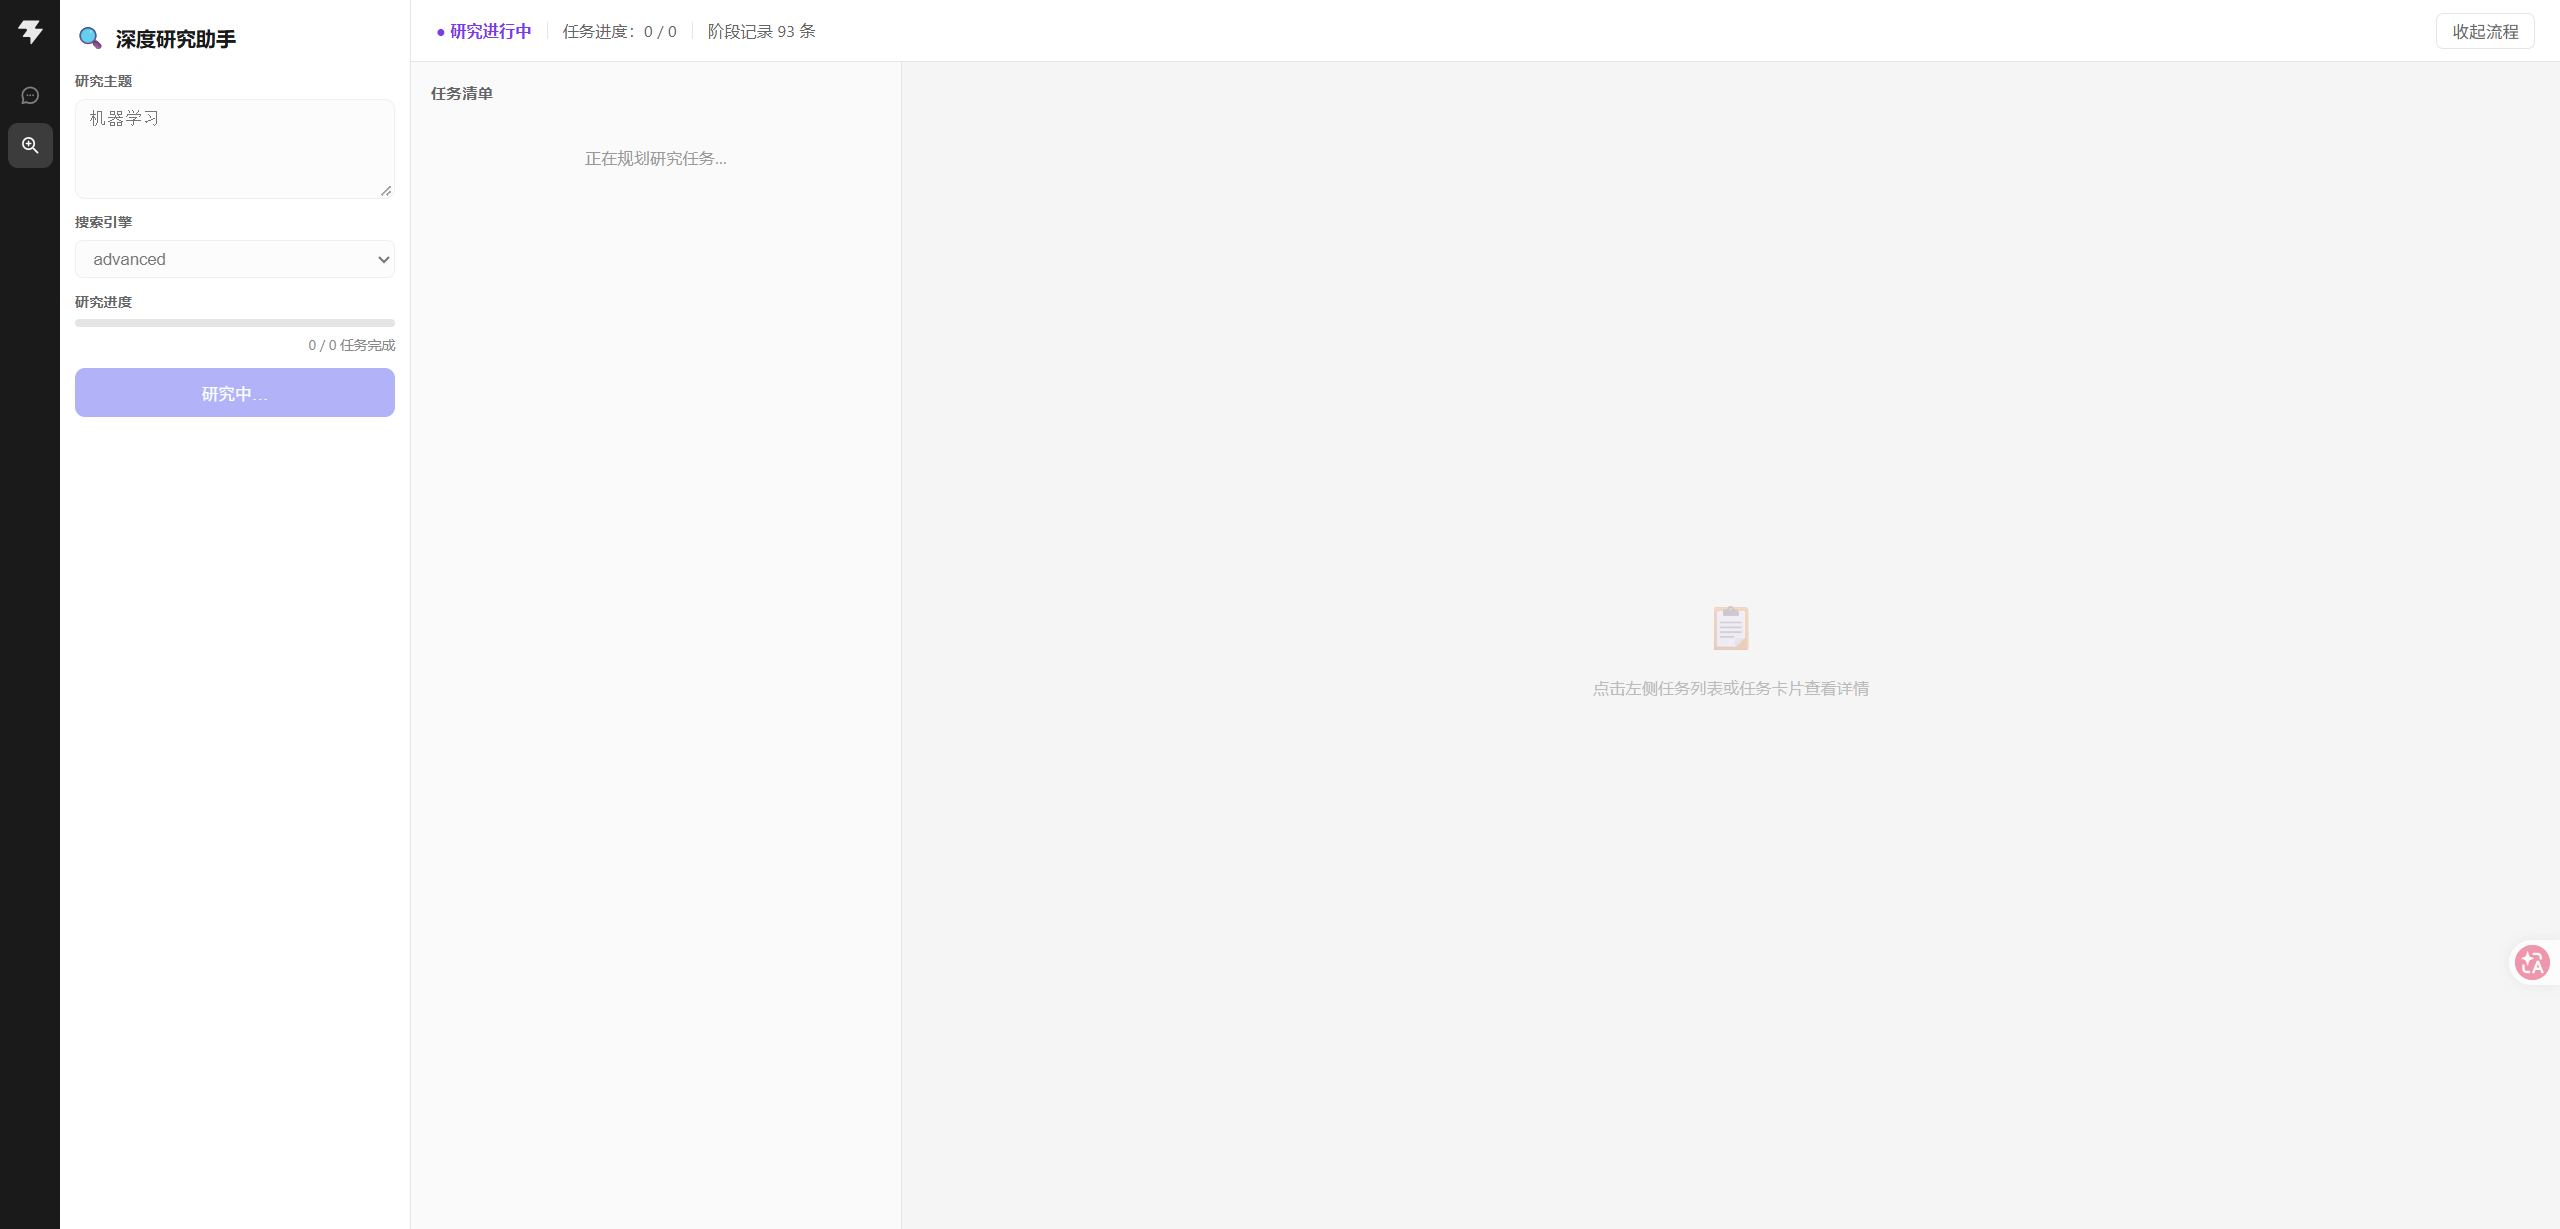 深度研究助手
研究主题
机器学习
搜索引擎
advanced
研究进度
0 / 0 任务完成
研究中...
● 研究进行中
任务进度：0 / 0
阶段记录 93 条
收起流程
任务清单
正在规划研究任务...
点击左侧任务列表或任务卡片查看详情